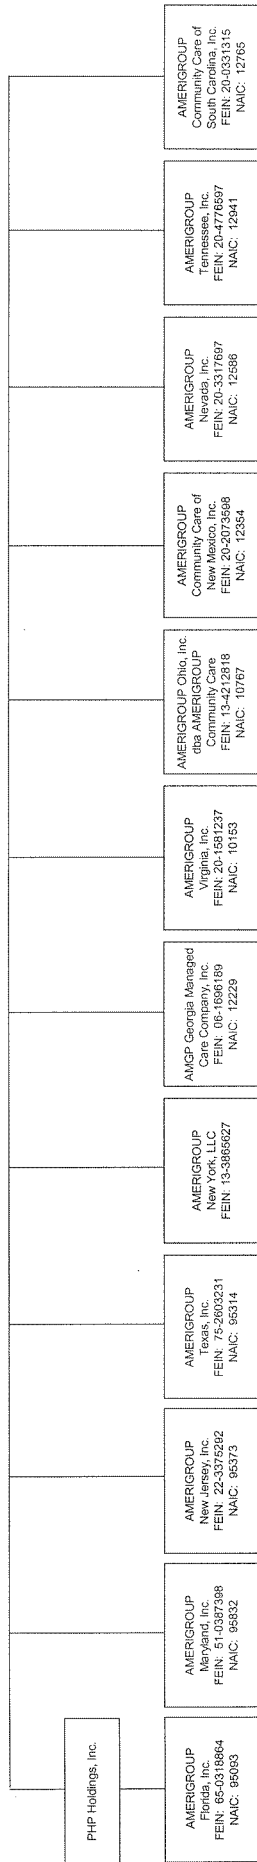 PHP Holdings, Inc.
AMERIGROUP
Florida, Inc.
FEIN: 65-0318864
NAIC: 95093
AMERIGROUP
Maryland, Inc.
FEIN: 51-0387398
NAIC: 95832
AMERIGROUP
New Jersey, Inc.
FEIN: 22-3375292
NAIC: 95373
AMERIGROUP
Texas, Inc.
FEIN: 75-2603231
NAIC: 95314
AMERIGROUP
New York, LLC
FEIN: 13-3865627
AMGP Georgia Managed
Care Company, Inc.
FEIN: 06-1696189
NAIC: 12229
AMERIGROUP
Virginia, Inc.
FEIN: 20-1581237
NAIC: 10153
AMERIGROUP Ohio, Inc.
dba AMERIGROUP
Community Care
FEIN: 13-4212818
NAIC: 10767
AMERIGROUP
Community Care of
New Mexico, Inc.
FEIN: 20-2073598
NAIC: 12354
AMERIGROUP
Nevada, Inc.
FEIN: 20-3317697
NAIC: 12586
AMERIGROUP
Tennessee, Inc.
FEIN: 20-4776597
NAIC: 12941
AMERIGROUP
Community Care of
South Carolina, Inc.
FEIN: 20-0331315
NAIC: 12765